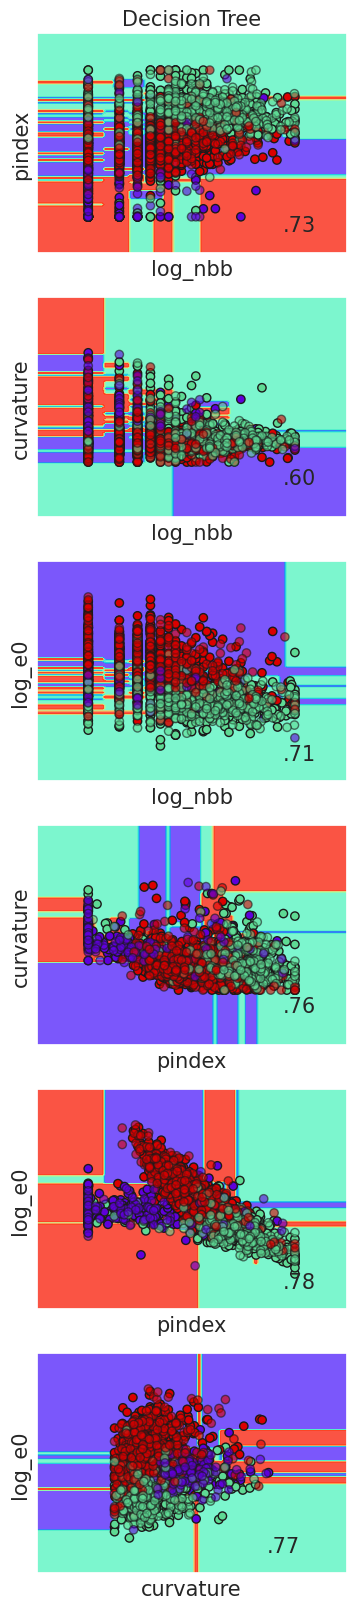 Decision Tree
pindex
.73
log_nbb
curvature
.60
log_nbb
log_e0
.71
log_nbb
curvature
.76
pindex
log_e0
.78
pindex
log_e0
.77
curvature